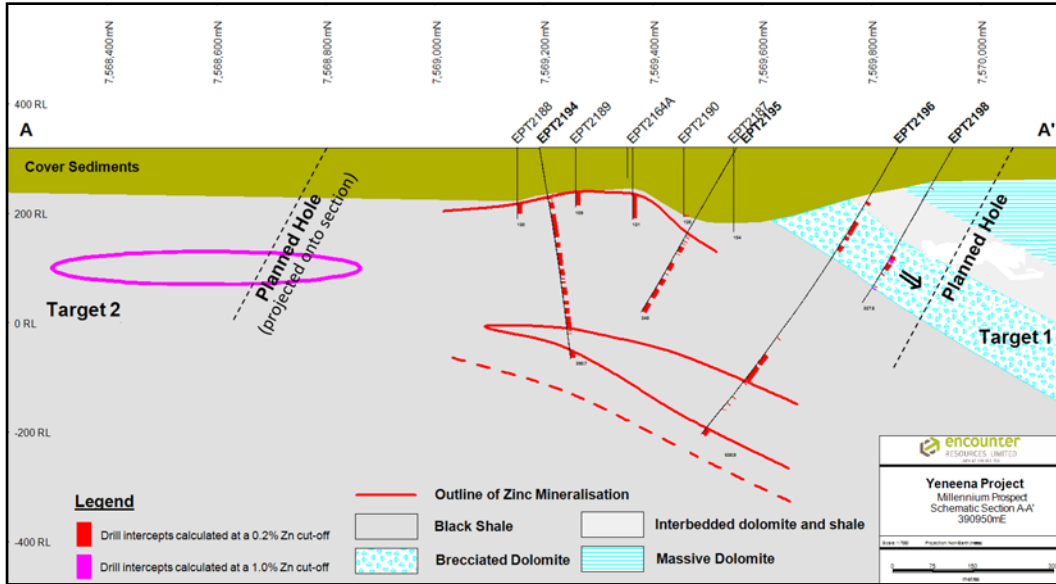 7,568,400mN
7,568,600mN
7,568,800mN
7,569,000mN
7,569,200mN
7,569,400mN
7,569,600mN
7,569,800mN
7,570,000mN
400 RL
A
EPT2188
EPT2194
EPT2189
EPT2164A
EPT2190
EPT2187
EPT2195
EPT2196
EPT2198
A'
Cover Sediments
200 RL
Planned Hole
(projected onto section)
Planned Hole
Target 2
0 RL
Target 1
-200 RL
-400 RL
Legend
Drill intercepts calculated at a 0.2% Zn cut-off
Drill intercepts calculated at a 1.0% Zn cut-off
Outline of Zinc Mineralisation
Black Shale
Interbedded dolomite and shale
Brecciated Dolomite
Massive Dolomite
encounter
RESOURCES LIMITED
Yeneena Project
Millennium Prospect
Schematic Section A-A'
390950mE
0 75 150
metres